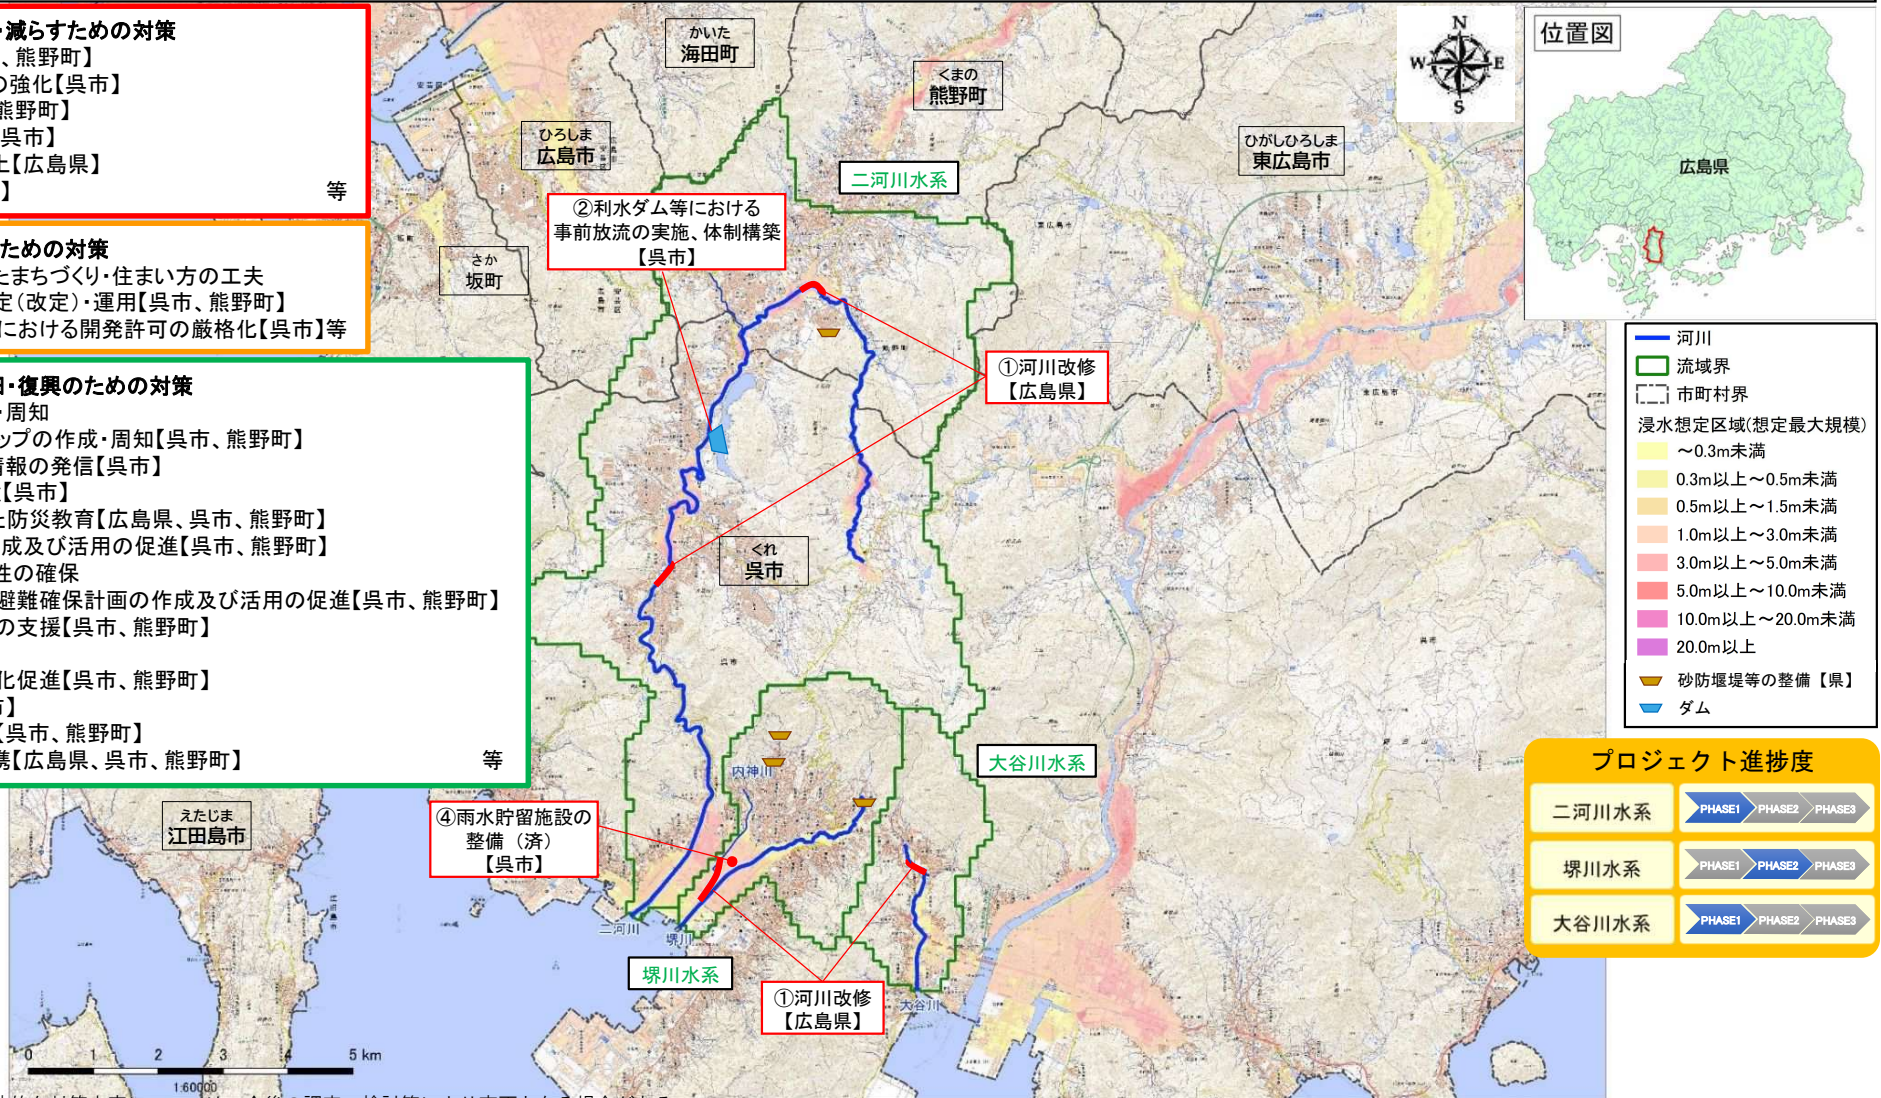 ・減らすための対策
、熊野町】
の強化【呉市】
熊野町】
呉市】
上【広島県】
】
等
ための対策
たまちづくり・住まい方の工夫
定(改定)・運用【呉市、熊野町】
における開発許可の厳格化【呉市】等
・復興のための対策
・周知
ップの作成・周知【呉市、熊野町】
情報の発信【呉市】
【呉市】
た防災教育【広島県、呉市、熊野町】
成及び活用の促進【呉市、熊野町】
性の確保
避難確保計画の作成及び活用の促進【呉市、熊野町】
の支援【呉市、熊野町】
化促進【呉市、熊野町】
市】
【呉市、熊野町】
携【広島県、呉市、熊野町】
等
かいた
海田町
くまの
熊野町
ひろしま
広島市
ひがしひろしま
東広島市
さか
坂町
くれ
呉市
えたじま
江田島市
二河川水系
②利水ダム等における
事前放流の実施、体制構築
【呉市】
①河川改修
【広島県】
大谷川水系
内神川
④雨水貯留施設の
整備（済）
【呉市】
二河川
堺川
堺川水系
①河川改修
【広島県】
大谷川
N
W
E
S
位置図
広島県
河川
流域界
市町村界
浸水想定区域(想定最大規模)
～0.3m未満
0.3m以上～0.5m未満
0.5m以上～1.5m未満
1.0m以上～3.0m未満
3.0m以上～5.0m未満
5.0m以上～10.0m未満
10.0m以上～20.0m未満
20.0m以上
砂防堰堤等の整備【県】
ダム
プロジェクト進捗度
二河川水系
PHASE1 PHASE2 PHASE3
堺川水系
PHASE1 PHASE2 PHASE3
大谷川水系
PHASE1 PHASE2 PHASE3
0 1 2 3 4 5 km
1:60000